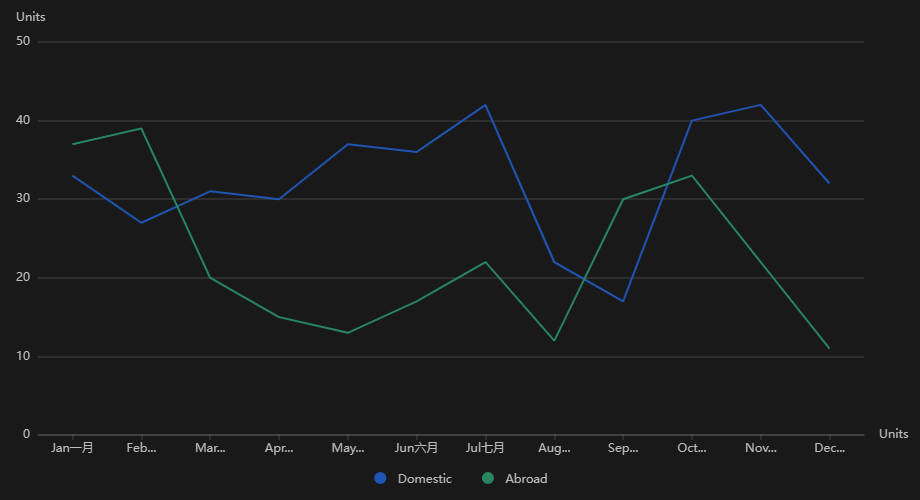 Units
50
40
30
20
10
0
Jan一月 Feb... Mar... Apr... May... Jun六月 Jul七月 Aug... Sep... Oct... Nov... Dec... Units
Domestic Abroad